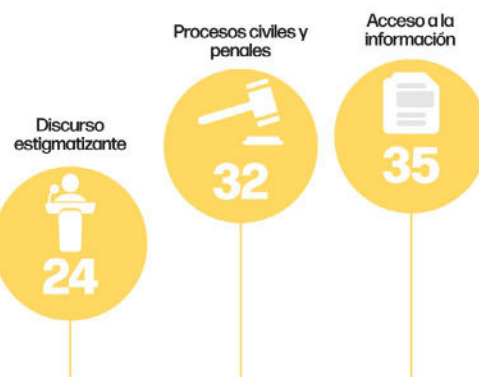 Discurso
estigmatizante
24
Procesos civiles y
penales
32
Acceso a la
información
35